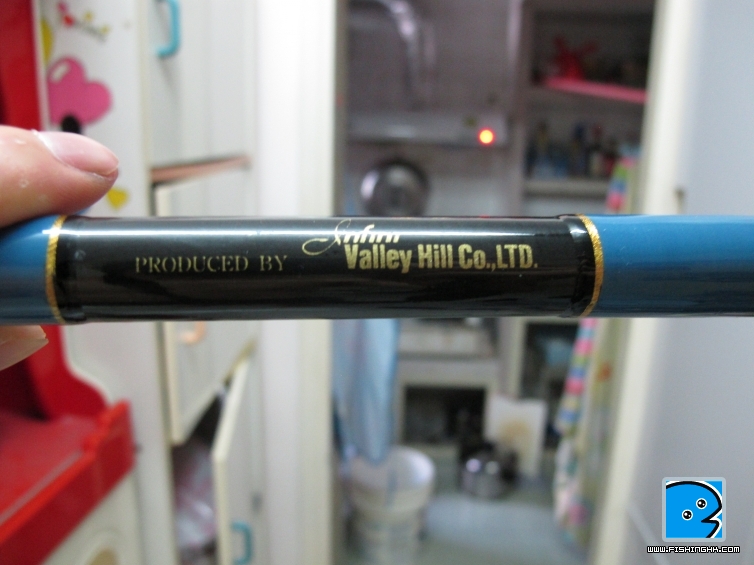 PRODUCED BY Valley Hill Co.,LTD.
WWW.FISHINGHK.COM